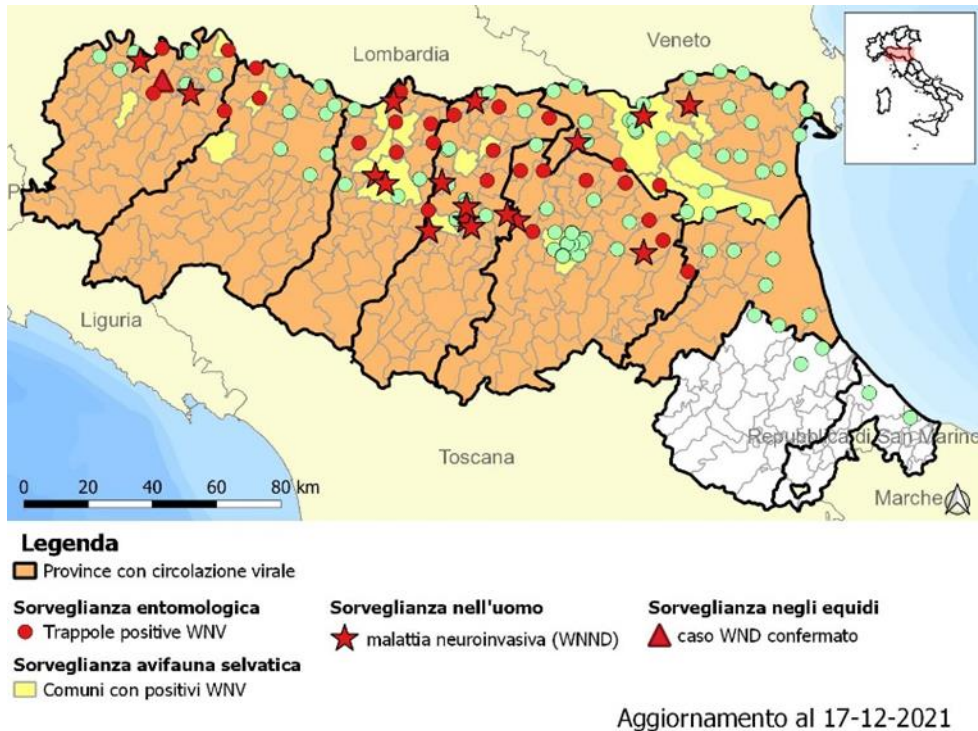 Lombardia
Veneto
Liguria
Toscana
Repubblica di San Marino
Marche
0 20 40 60 80 km
Legenda
Province con circolazione virale
Sorveglianza entomologica
Trappole positive WNV
Sorveglianza avifauna selvatica
Comuni con positivi WNV
Sorveglianza nell'uomo
malattia neuroinvasiva (WNND)
Sorveglianza negli equidi
caso WND confermato
Aggiornamento al 17-12-2021